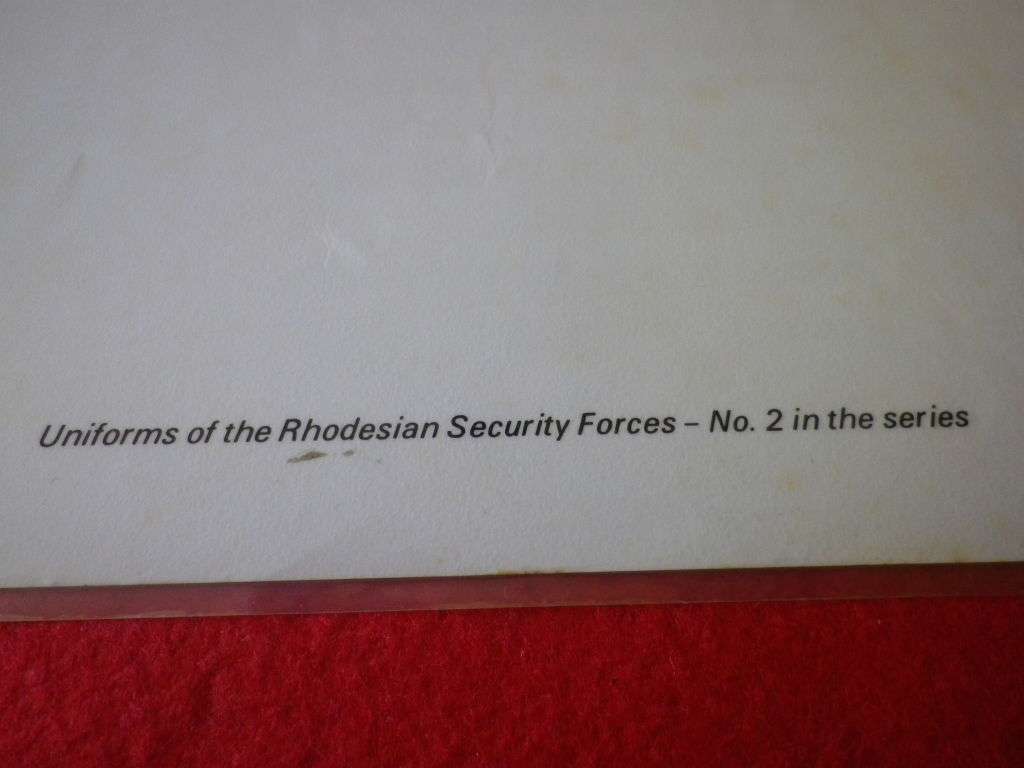 Uniforms of the Rhodesian Security Forces – No. 2 in the series